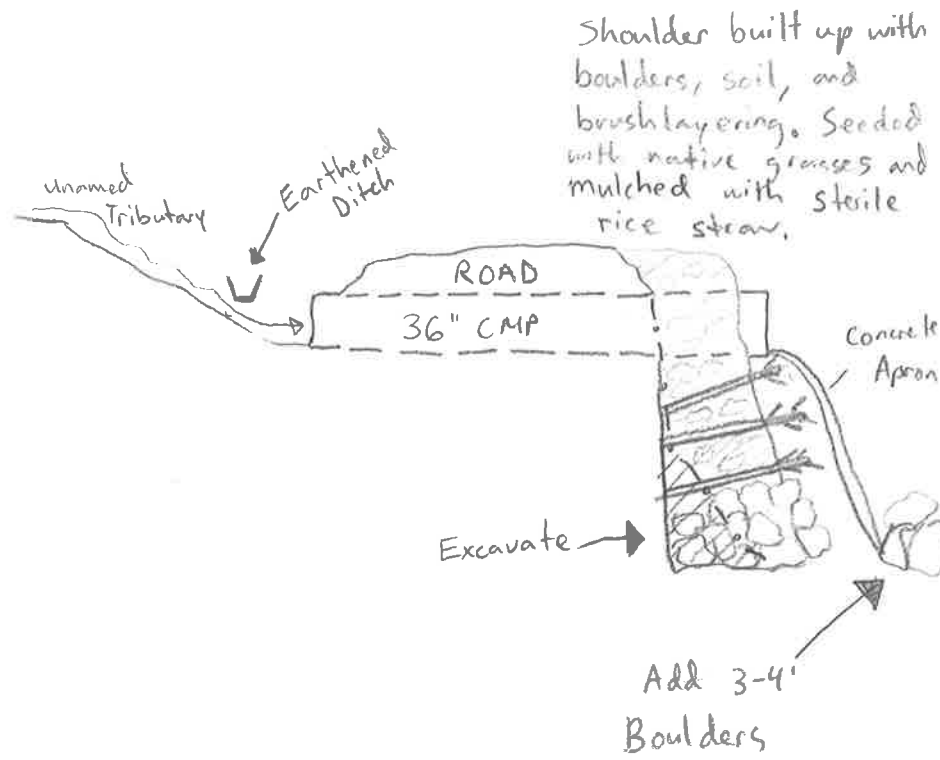 Shoulder built up with
boulders, soil, and
brushlayering. Seeded
with native grasses and
mulched with sterile
rice straw.
Unamed
Tributary
Earthened
Ditch
ROAD
36" CMP
Concrete
Apron
Excavate
Add 3-4'
Boulders